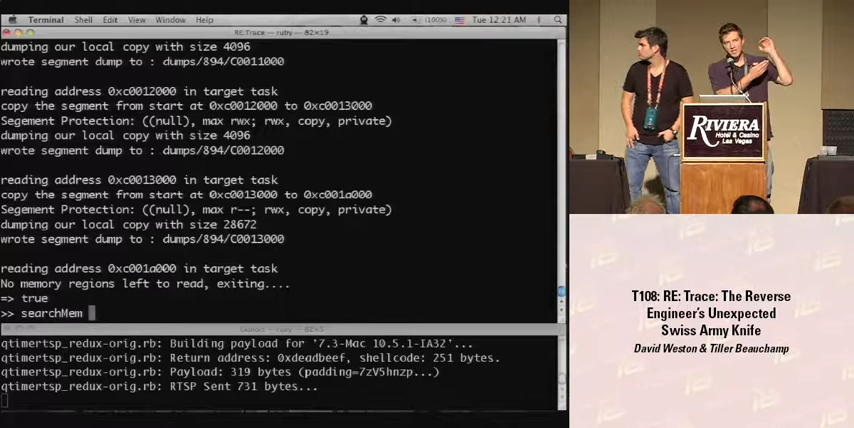 Terminal Shell Edit View Window Help
(100%) Tue 12:21 AM
RE:Trace — ruby — 82×19
dumping our local copy with size 4096
wrote segment dump to : dumps/894/C0011000
reading address 0xc0012000 in target task
copy the segment from start at 0xc0012000 to 0xc0013000
Segement Protection: ((null), max rwx; rwx, copy, private)
dumping our local copy with size 4096
wrote segment dump to : dumps/894/C0012000
reading address 0xc0013000 in target task
copy the segment from start at 0xc0013000 to 0xc001a000
Segement Protection: ((null), max r--; rwx, copy, private)
dumping our local copy with size 28672
wrote segment dump to : dumps/894/C0013000
reading address 0xc001a000 in target task
No memory regions left to read, exiting....
=> true
>> searchMem
— ruby — 82×5
qtimertsp_redux-orig.rb: Building payload for '7.3-Mac 10.5.1-IA32'...
qtimertsp_redux-orig.rb: Return address: 0xdeadbeef, shellcode: 251 bytes.
qtimertsp_redux-orig.rb: Payload: 319 bytes (padding=7zV5hnzp...)
qtimertsp_redux-orig.rb: RTSP Sent 731 bytes...
RIVIERA
Hotel & Casino
Las Vegas
T108: RE: Trace: The Reverse
Engineer's Unexpected
Swiss Army Knife
David Weston & Tiller Beauchamp